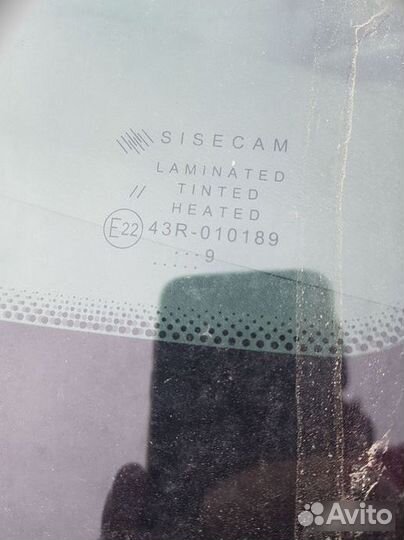 SISECAM
LAMINATED
TINTED
HEATED
E22 43R-010189
9
Avito